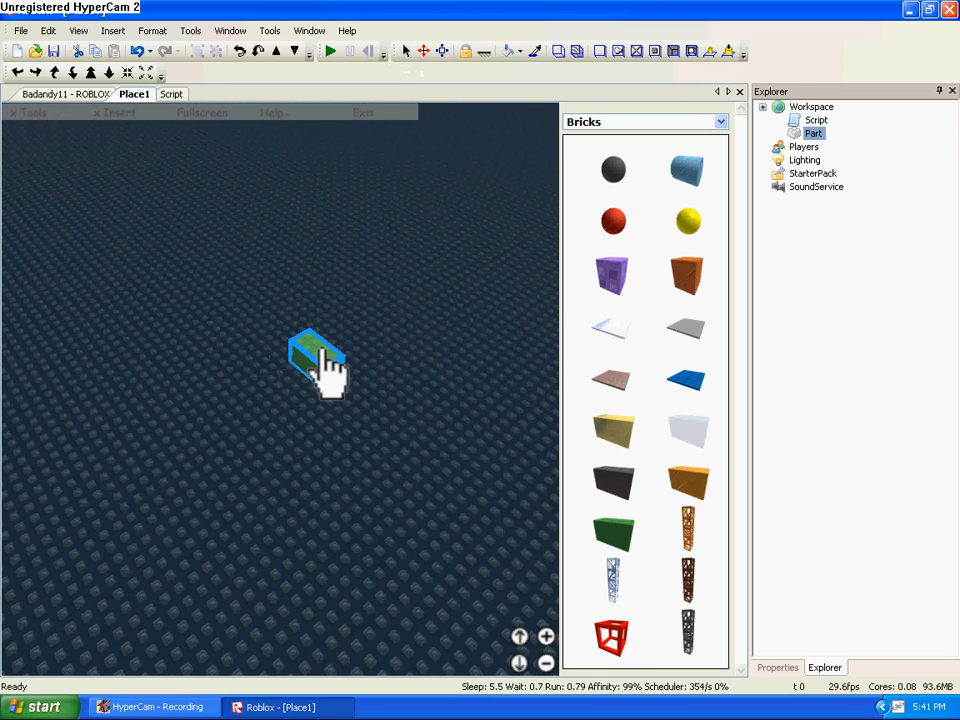 Unregistered HyperCam 2
File Edit View Insert Format Tools Window Tools Window Help
Badandy11 - ROBLOX Place1 Script
x Tools x Insert Fullscreen Help... Exit
Bricks
Explorer
Workspace
Script
Part
Players
Lighting
StarterPack
SoundService
Properties Explorer
Ready Sleep: 5.5 Wait: 0.7 Run: 0.79 Affinity: 99% Scheduler: 354/s 0% t 0 29.6fps Cores: 0.08 93.6MB
start HyperCam - Recording Roblox - [Place1] 5:41 PM